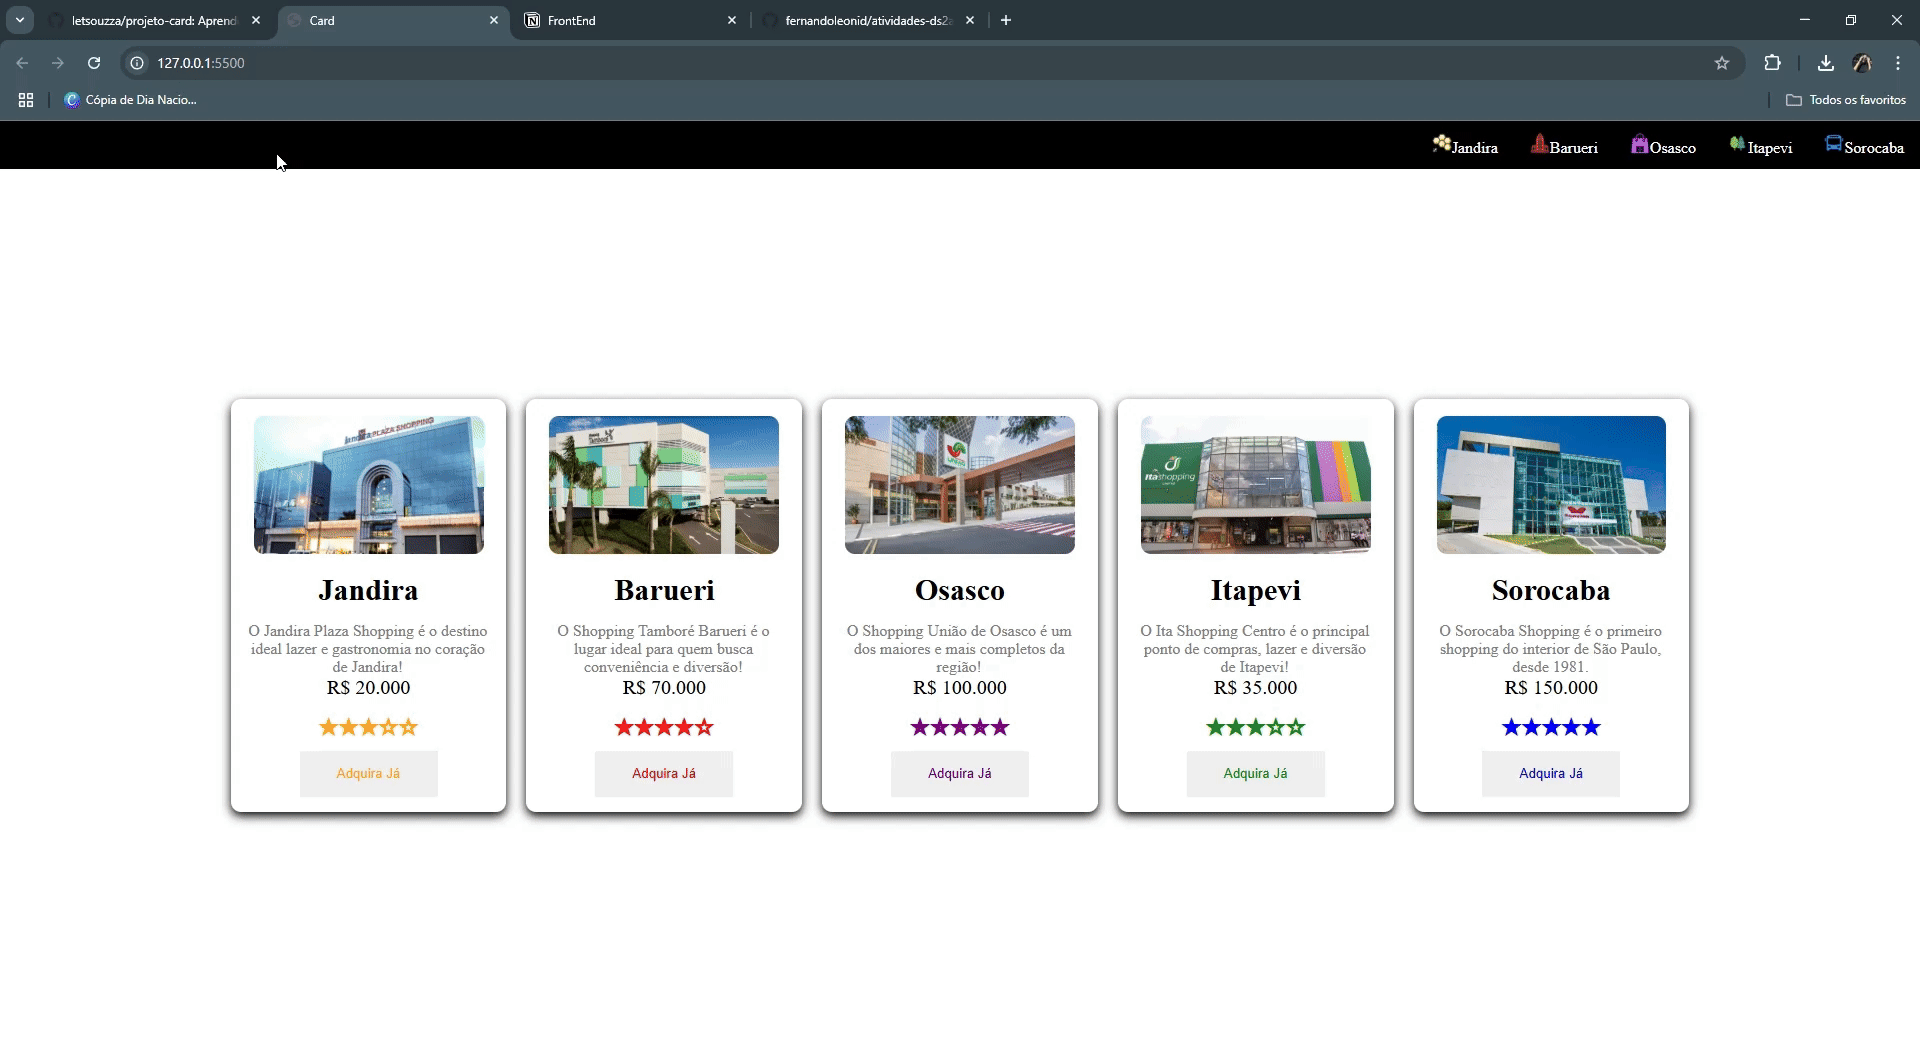 letsouzza/projeto-card: Aprend
Card
FrontEnd
fernandoleonid/atividades-ds2a
127.0.0.1:5500
Cópia de Dia Nacio...
Todos os favoritos
Jandira
Barueri
Osasco
Itapevi
Sorocaba
Jandira PLAZA SHOPPING
Jandira
O Jandira Plaza Shopping é o destino
ideal lazer e gastronomia no coração
de Jandira!
R$ 20.000
Adquira Já
Tamboré
Barueri
O Shopping Tamboré Barueri é o
lugar ideal para quem busca
conveniência e diversão!
R$ 70.000
Adquira Já
Osasco
O Shopping União de Osasco é um
dos maiores e mais completos da
região!
R$ 100.000
Adquira Já
itashopping
Itapevi
O Ita Shopping Centro é o principal
ponto de compras, lazer e diversão
de Itapevi!
R$ 35.000
Adquira Já
Sorocaba
O Sorocaba Shopping é o primeiro
shopping do interior de São Paulo,
desde 1981.
R$ 150.000
Adquira Já